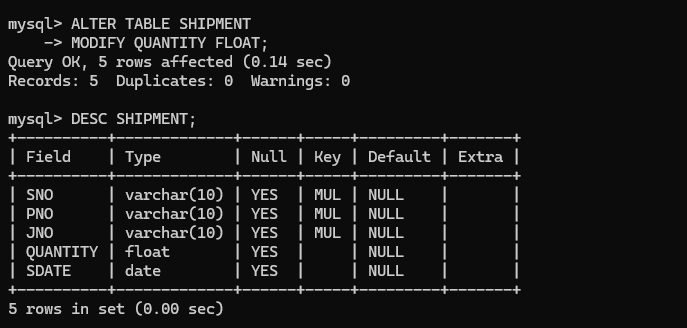 mysql> ALTER TABLE SHIPMENT
    -> MODIFY QUANTITY FLOAT;
Query OK, 5 rows affected (0.14 sec)
Records: 5  Duplicates: 0  Warnings: 0

mysql> DESC SHIPMENT;
+----------+-------------+------+-----+---------+-------+
| Field    | Type        | Null | Key | Default | Extra |
+----------+-------------+------+-----+---------+-------+
| SNO      | varchar(10) | YES  | MUL | NULL    |       |
| PNO      | varchar(10) | YES  | MUL | NULL    |       |
| JNO      | varchar(10) | YES  | MUL | NULL    |       |
| QUANTITY | float       | YES  |     | NULL    |       |
| SDATE    | date        | YES  |     | NULL    |       |
+----------+-------------+------+-----+---------+-------+
5 rows in set (0.00 sec)